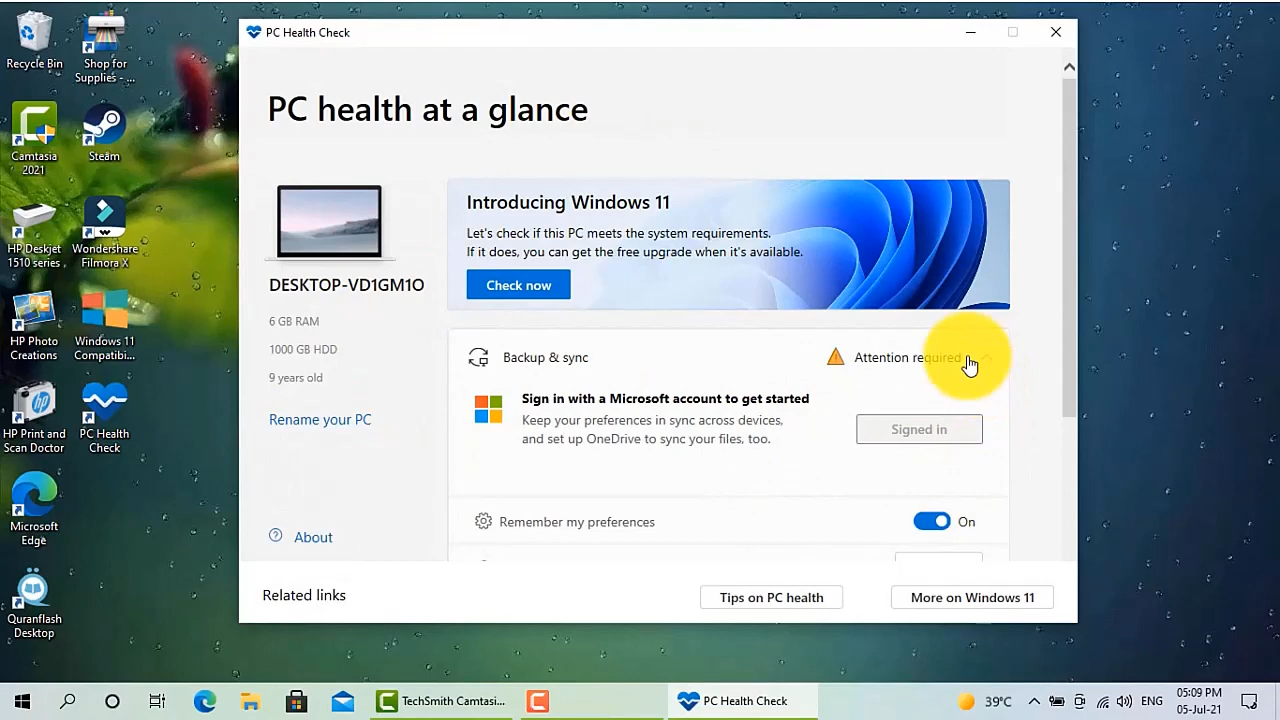 Recycle Bin
Shop for
Supplies - ...
Camtasia
2021
Steam
HP Deskjet
1510 series
Wondershare
Filmora X
HP Photo
Creations
Windows 11
Compatibi...
HP Print and
Scan Doctor
PC Health
Check
Microsoft
Edge
Quranflash
Desktop
PC Health Check
PC health at a glance
DESKTOP-VD1GM1O
6 GB RAM
1000 GB HDD
9 years old
Rename your PC
About
Introducing Windows 11
Let's check if this PC meets the system requirements.
If it does, you can get the free upgrade when it's available.
Check now
Backup & sync
Attention required
Sign in with a Microsoft account to get started
Keep your preferences in sync across devices,
and set up OneDrive to sync your files, too.
Signed in
Remember my preferences
On
Related links
Tips on PC health
More on Windows 11
TechSmith Camtasi...
PC Health Check
39°C
ENG
05:09 PM
05-Jul-21